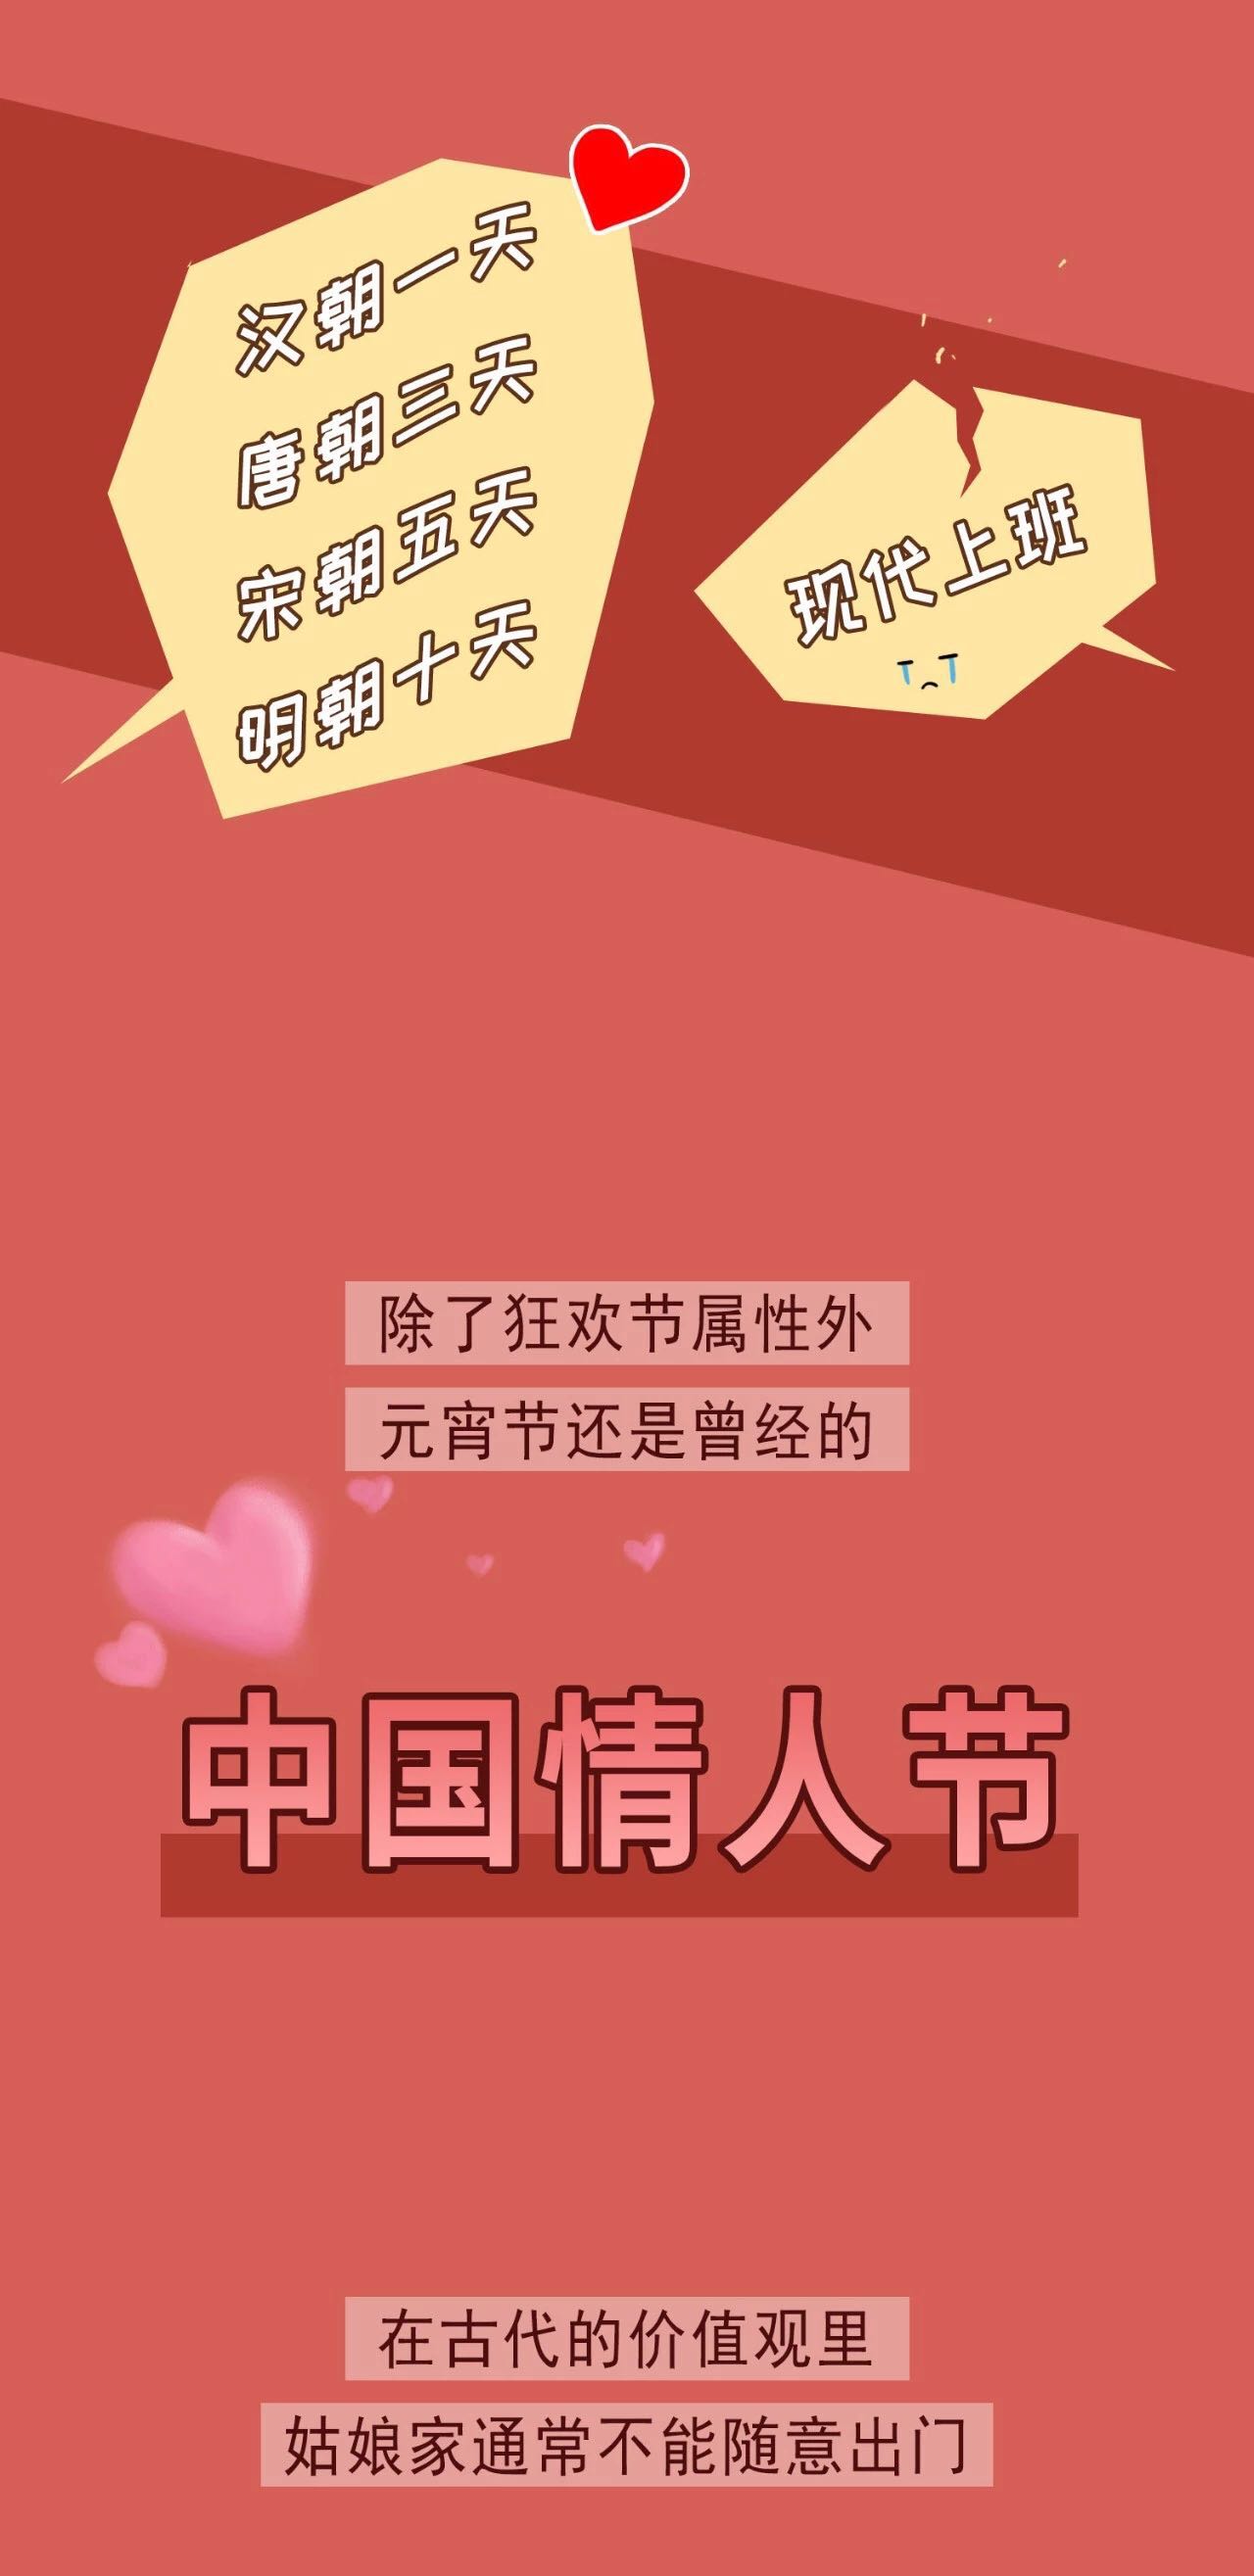 汉朝一天
唐朝三天
宋朝五天
明朝十天
现代上班
除了狂欢节属性外
元宵节还是曾经的
中国情人节
在古代的价值观里
姑娘家通常不能随意出门